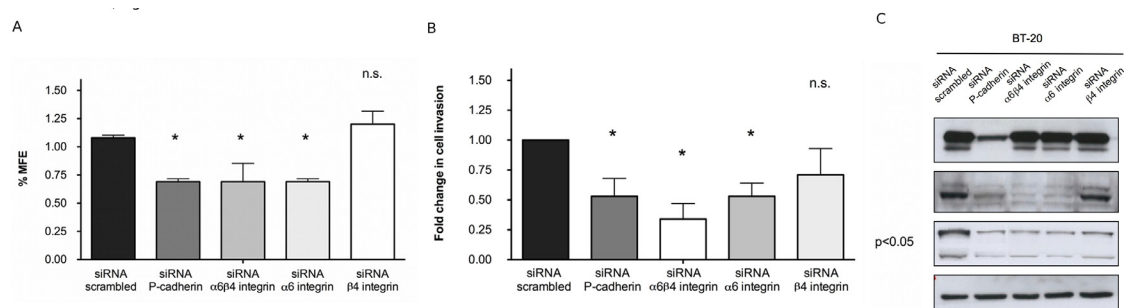 A
% MFE
1.50
1.25
1.00
0.75
0.50
0.25
0.00
*
*
*
n.s.
siRNA
scrambled
siRNA
P-cadherin
siRNA
α6β4 integrin
siRNA
α6 integrin
siRNA
β4 integrin
B
Fold change in cell invasion
1.50
1.25
1.00
0.75
0.50
0.25
0.00
*
*
*
n.s.
siRNA
scrambled
siRNA
P-cadherin
siRNA
α6β4 integrin
siRNA
α6 integrin
siRNA
β4 integrin
C
BT-20
siRNA
scrambled
siRNA
P-cadherin
siRNA
α6β4 integrin
siRNA
α6 integrin
siRNA
β4 integrin
p<0.05